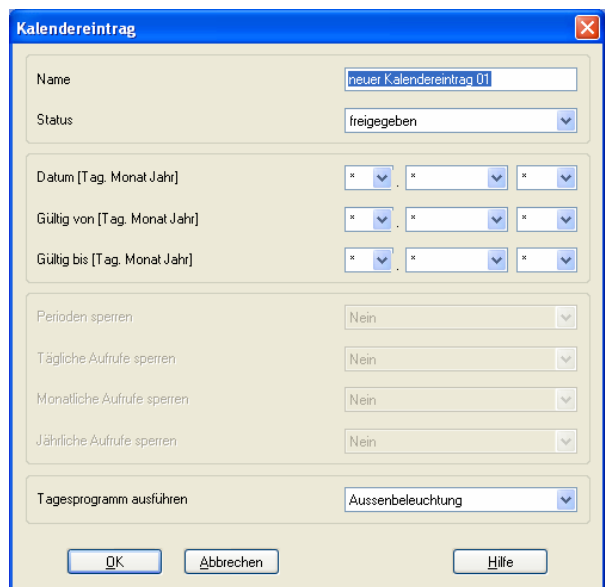 Kalendereintrag
Name neuer Kalendereintrag 01
Status freigegeben
Datum [Tag. Monat Jahr] * . * *
Gültig von [Tag. Monat Jahr] * . * *
Gültig bis [Tag. Monat Jahr] * . * *
Perioden sperren Nein
Tägliche Aufrufe sperren Nein
Monatliche Aufrufe sperren Nein
Jährliche Aufrufe sperren Nein
Tagesprogramm ausführen Aussenbeleuchtung
OK Abbrechen Hilfe